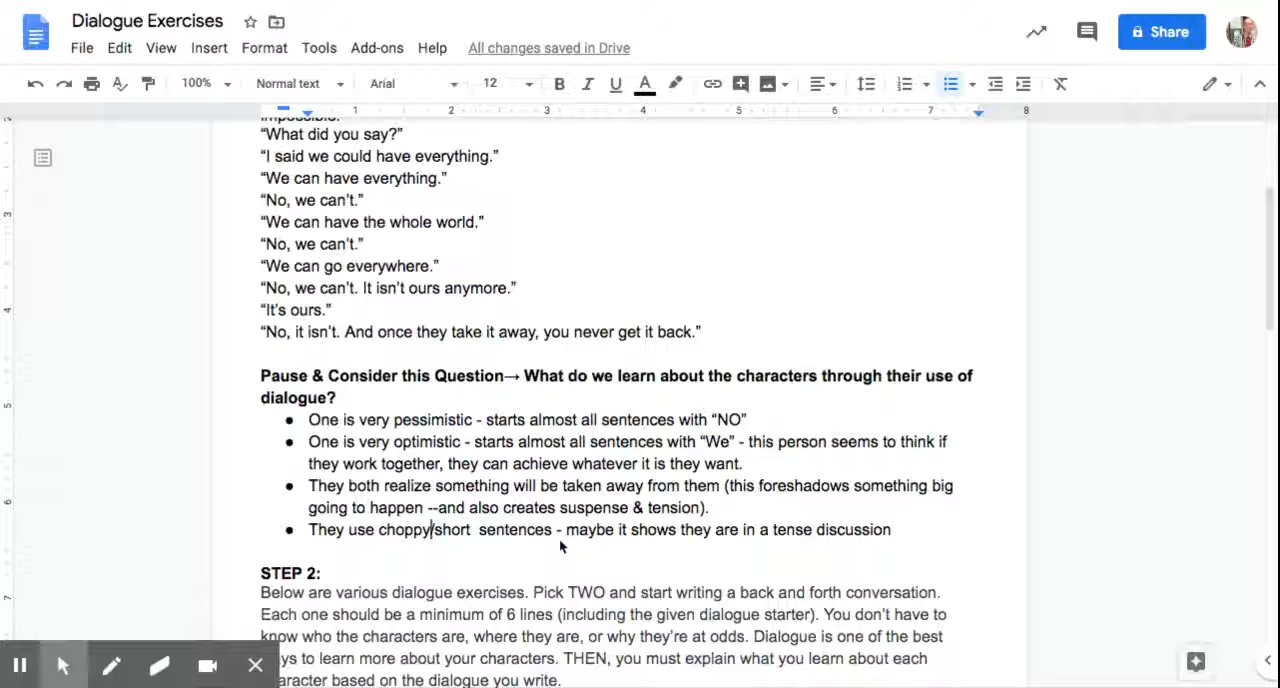 Dialogue Exercises
File Edit View Insert Format Tools Add-ons Help All changes saved in Drive
Share
100% Normal text Arial 12 B I U A
1 2 3 4 5 6 7 8
impossible.
“What did you say?”
“I said we could have everything.”
“We can have everything.”
“No, we can’t.”
“We can have the whole world.”
“No, we can’t.”
“We can go everywhere.”
“No, we can’t. It isn’t ours anymore.”
“It’s ours.”
“No, it isn’t. And once they take it away, you never get it back.”
Pause & Consider this Question→ What do we learn about the characters through their use of
dialogue?
● One is very pessimistic - starts almost all sentences with “NO”
● One is very optimistic - starts almost all sentences with “We” - this person seems to think if
they work together, they can achieve whatever it is they want.
● They both realize something will be taken away from them (this foreshadows something big
going to happen --and also creates suspense & tension).
● They use choppy/short sentences - maybe it shows they are in a tense discussion
STEP 2:
Below are various dialogue exercises. Pick TWO and start writing a back and forth conversation.
Each one should be a minimum of 6 lines (including the given dialogue starter). You don’t have to
know who the characters are, where they are, or why they’re at odds. Dialogue is one of the best
ys to learn more about your characters. THEN, you must explain what you learn about each
aracter based on the dialogue you write.